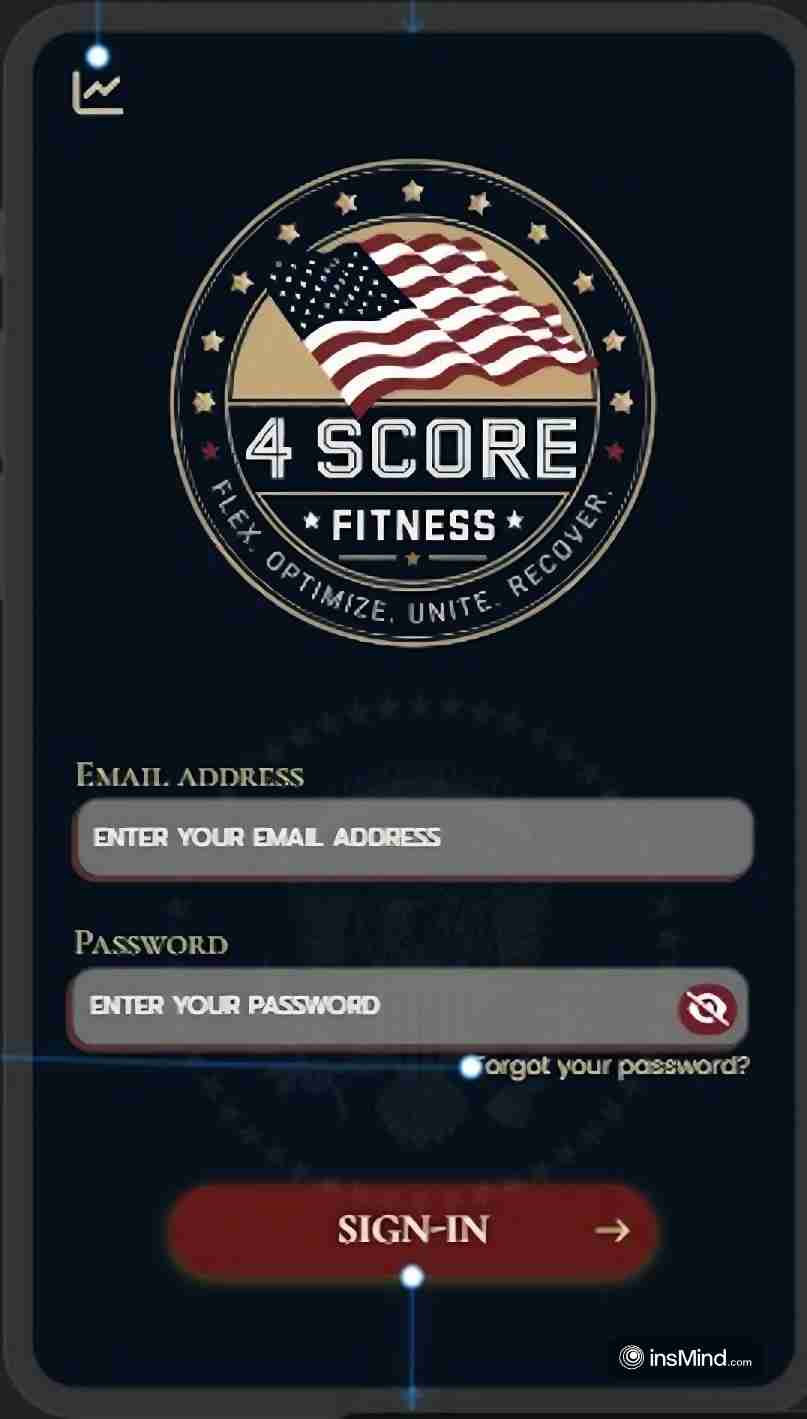 4 SCORE
FITNESS
FLEX. OPTIMIZE. UNITE. RECOVER.
EMAIL ADDRESS
ENTER YOUR EMAIL ADDRESS
PASSWORD
ENTER YOUR PASSWORD
Forgot your password?
SIGN-IN
insMind.com